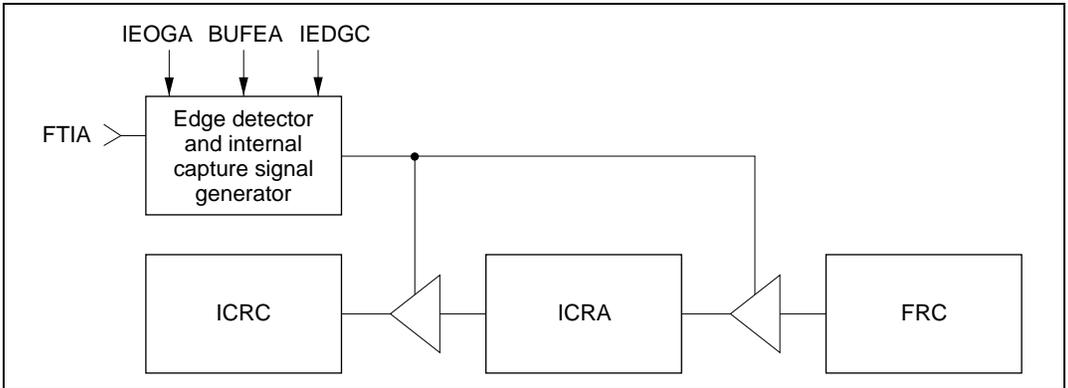 IEOGA BUFEA IEDGC
FTIA
Edge detector
and internal
capture signal
generator
ICRC
ICRA
FRC